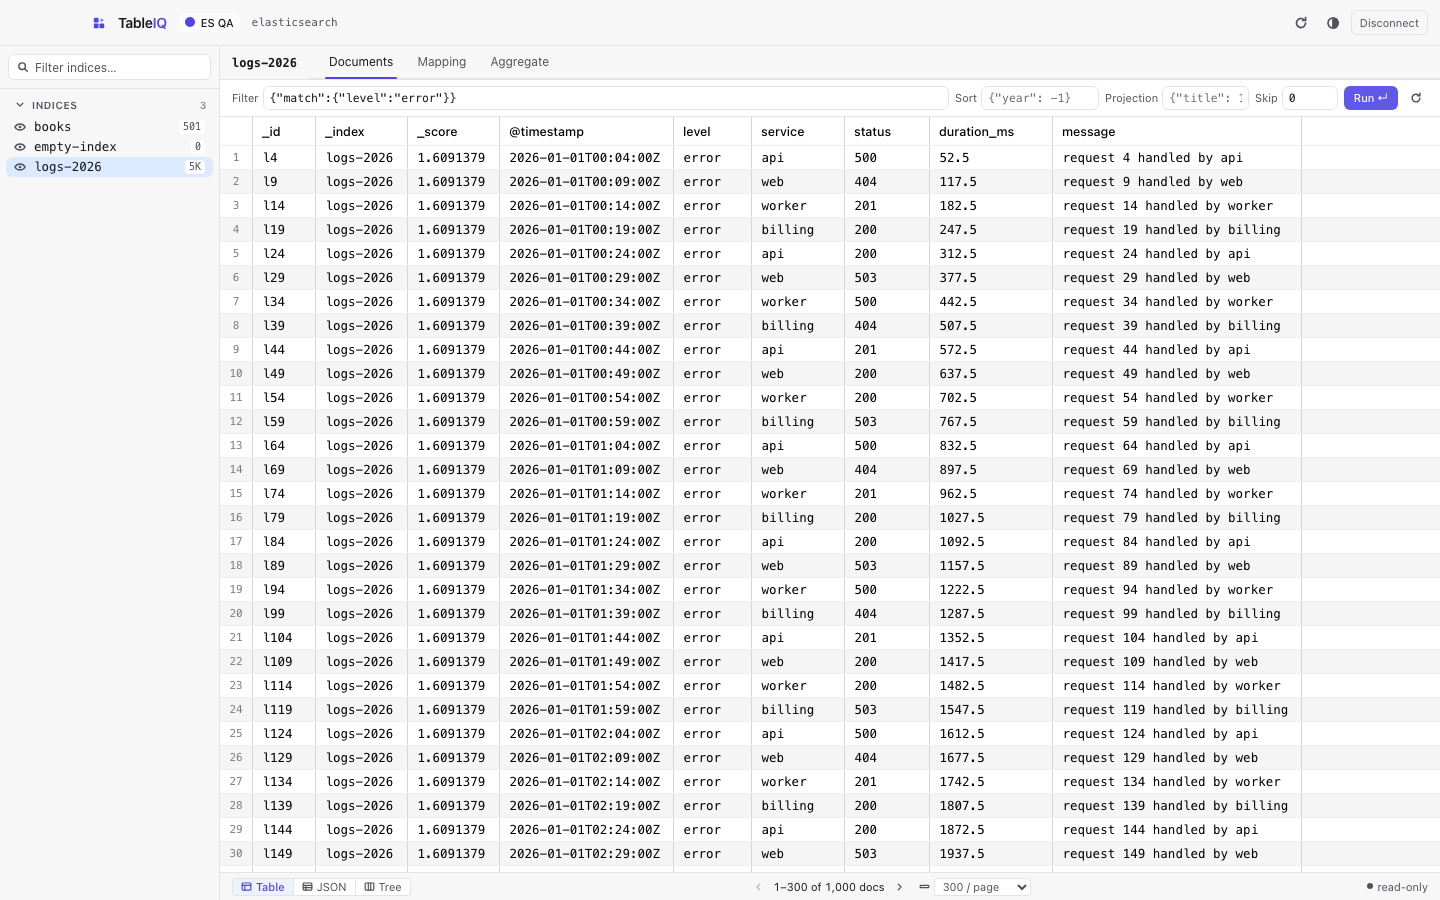 TableIQ ES QA elasticsearch Disconnect
Filter indices...
INDICES 3
books 501
empty-index 0
logs-2026 5K
logs-2026 Documents Mapping Aggregate
Filter {"match":{"level":"error"}} Sort {"year": -1} Projection {"title": Skip 0 Run
_id _index _score @timestamp level service status duration_ms message
1 l4 logs-2026 1.6091379 2026-01-01T00:04:00Z error api 500 52.5 request 4 handled by api
2 l9 logs-2026 1.6091379 2026-01-01T00:09:00Z error web 404 117.5 request 9 handled by web
3 l14 logs-2026 1.6091379 2026-01-01T00:14:00Z error worker 201 182.5 request 14 handled by worker
4 l19 logs-2026 1.6091379 2026-01-01T00:19:00Z error billing 200 247.5 request 19 handled by billing
5 l24 logs-2026 1.6091379 2026-01-01T00:24:00Z error api 200 312.5 request 24 handled by api
6 l29 logs-2026 1.6091379 2026-01-01T00:29:00Z error web 503 377.5 request 29 handled by web
7 l34 logs-2026 1.6091379 2026-01-01T00:34:00Z error worker 500 442.5 request 34 handled by worker
8 l39 logs-2026 1.6091379 2026-01-01T00:39:00Z error billing 404 507.5 request 39 handled by billing
9 l44 logs-2026 1.6091379 2026-01-01T00:44:00Z error api 201 572.5 request 44 handled by api
10 l49 logs-2026 1.6091379 2026-01-01T00:49:00Z error web 200 637.5 request 49 handled by web
11 l54 logs-2026 1.6091379 2026-01-01T00:54:00Z error worker 200 702.5 request 54 handled by worker
12 l59 logs-2026 1.6091379 2026-01-01T00:59:00Z error billing 503 767.5 request 59 handled by billing
13 l64 logs-2026 1.6091379 2026-01-01T01:04:00Z error api 500 832.5 request 64 handled by api
14 l69 logs-2026 1.6091379 2026-01-01T01:09:00Z error web 404 897.5 request 69 handled by web
15 l74 logs-2026 1.6091379 2026-01-01T01:14:00Z error worker 201 962.5 request 74 handled by worker
16 l79 logs-2026 1.6091379 2026-01-01T01:19:00Z error billing 200 1027.5 request 79 handled by billing
17 l84 logs-2026 1.6091379 2026-01-01T01:24:00Z error api 200 1092.5 request 84 handled by api
18 l89 logs-2026 1.6091379 2026-01-01T01:29:00Z error web 503 1157.5 request 89 handled by web
19 l94 logs-2026 1.6091379 2026-01-01T01:34:00Z error worker 500 1222.5 request 94 handled by worker
20 l99 logs-2026 1.6091379 2026-01-01T01:39:00Z error billing 404 1287.5 request 99 handled by billing
21 l104 logs-2026 1.6091379 2026-01-01T01:44:00Z error api 201 1352.5 request 104 handled by api
22 l109 logs-2026 1.6091379 2026-01-01T01:49:00Z error web 200 1417.5 request 109 handled by web
23 l114 logs-2026 1.6091379 2026-01-01T01:54:00Z error worker 200 1482.5 request 114 handled by worker
24 l119 logs-2026 1.6091379 2026-01-01T01:59:00Z error billing 503 1547.5 request 119 handled by billing
25 l124 logs-2026 1.6091379 2026-01-01T02:04:00Z error api 500 1612.5 request 124 handled by api
26 l129 logs-2026 1.6091379 2026-01-01T02:09:00Z error web 404 1677.5 request 129 handled by web
27 l134 logs-2026 1.6091379 2026-01-01T02:14:00Z error worker 201 1742.5 request 134 handled by worker
28 l139 logs-2026 1.6091379 2026-01-01T02:19:00Z error billing 200 1807.5 request 139 handled by billing
29 l144 logs-2026 1.6091379 2026-01-01T02:24:00Z error api 200 1872.5 request 144 handled by api
30 l149 logs-2026 1.6091379 2026-01-01T02:29:00Z error web 503 1937.5 request 149 handled by web
Table JSON Tree 1–300 of 1,000 docs 300 / page read-only